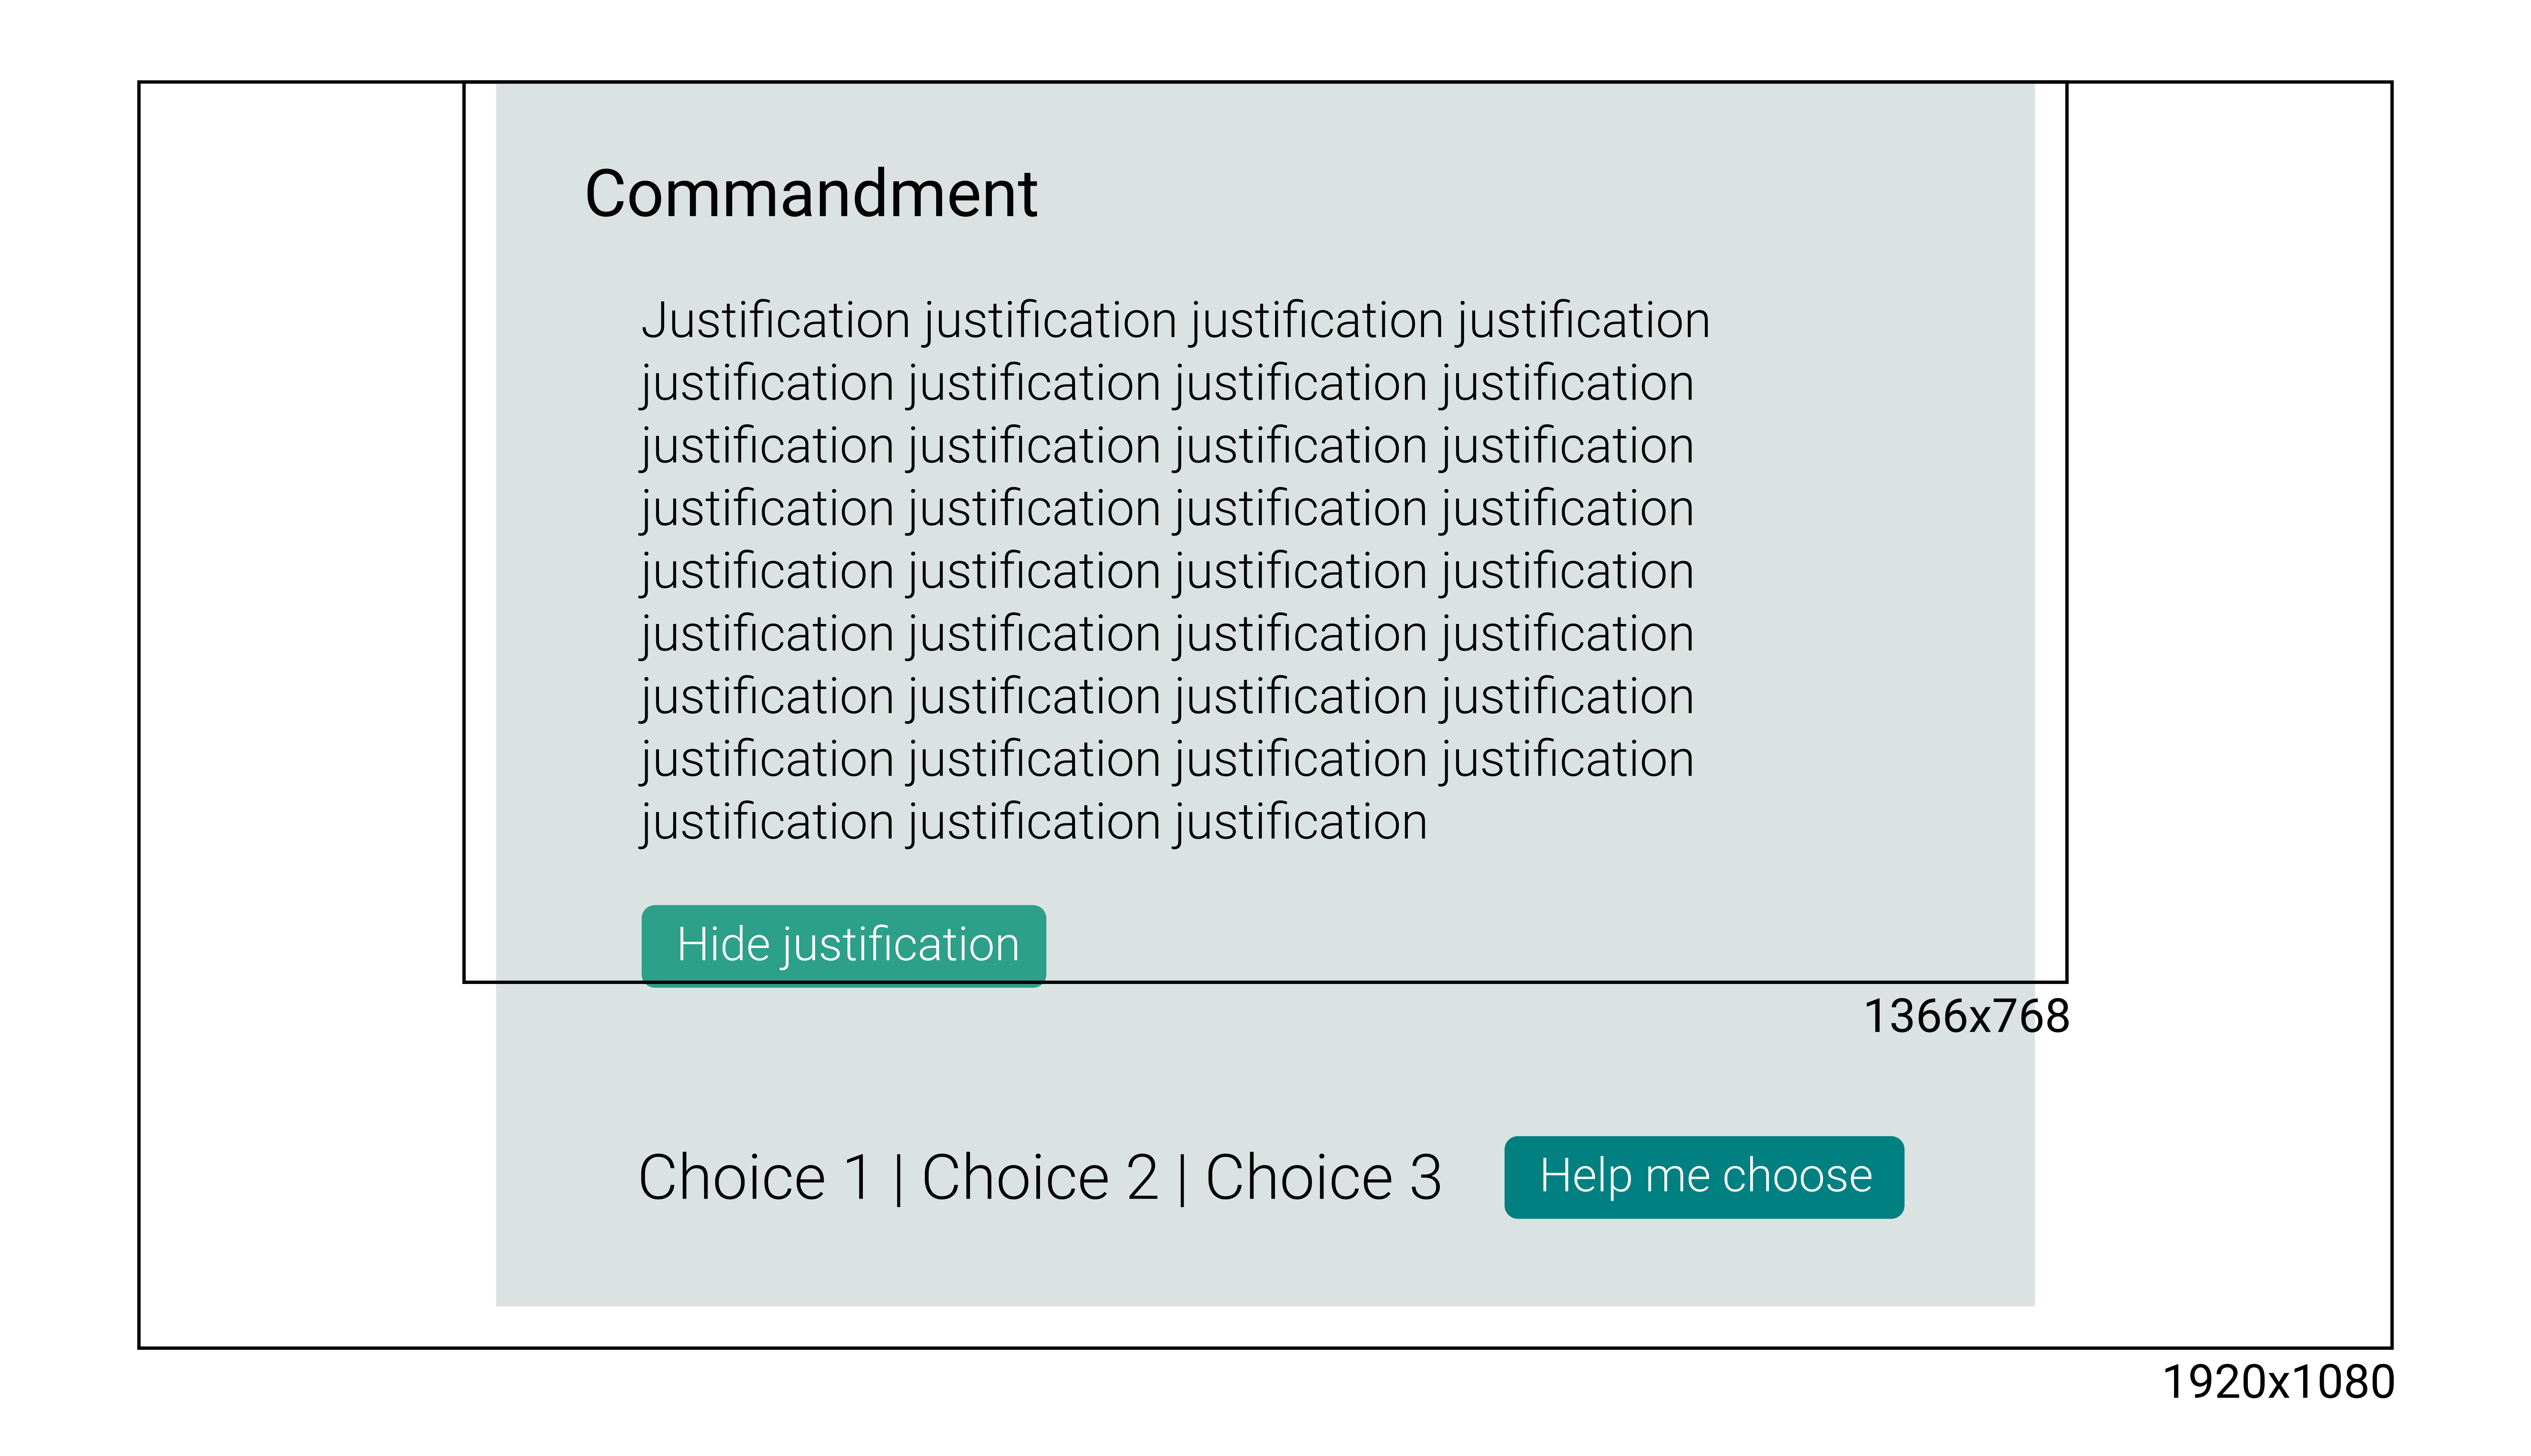 Commandment
Justification justification justification justification
justification justification justification justification
justification justification justification justification
justification justification justification justification
justification justification justification justification
justification justification justification justification
justification justification justification justification
justification justification justification justification
justification justification justification
Hide justification
1366x768
Choice 1 | Choice 2 | Choice 3
Help me choose
1920x1080